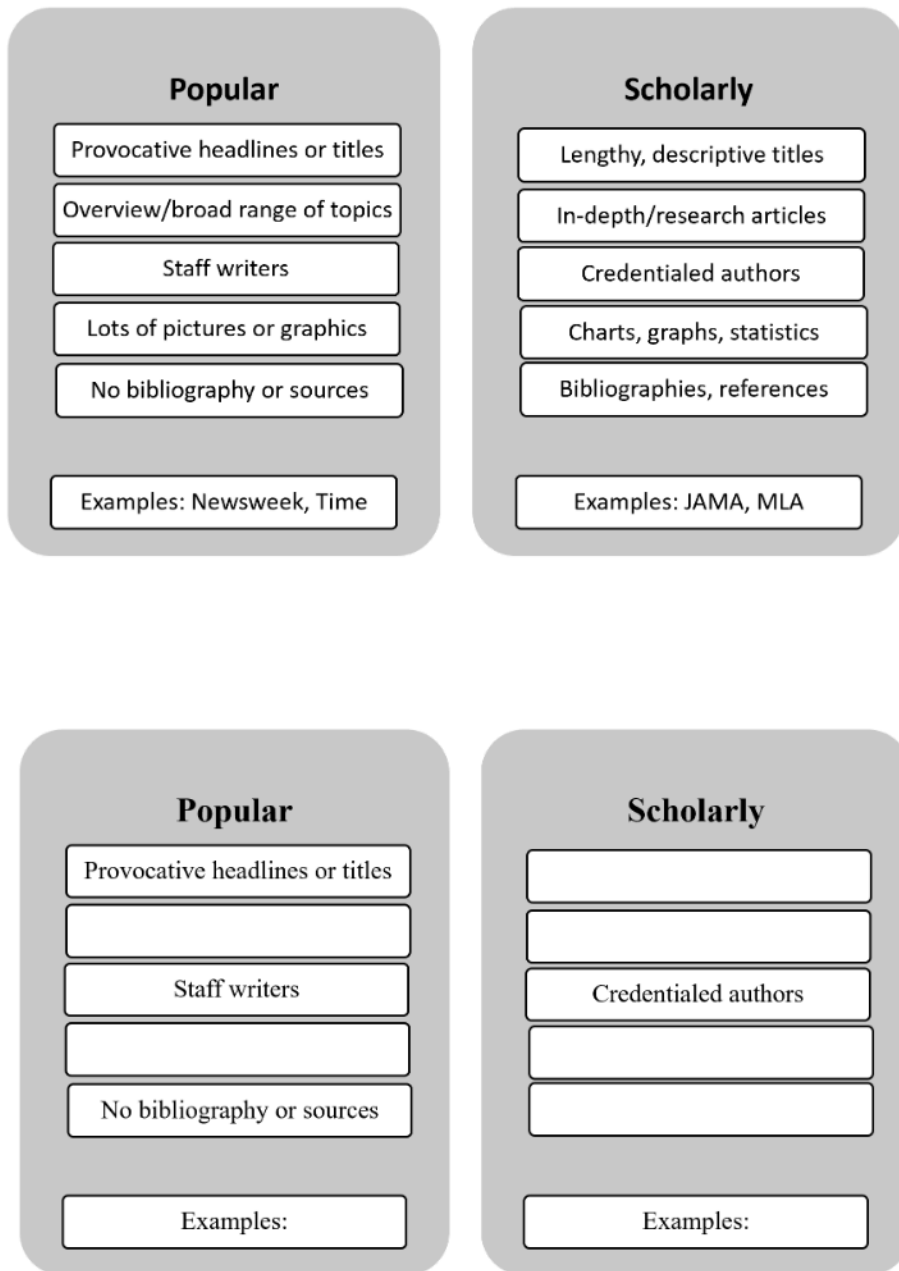 Popular
Provocative headlines or titles
Overview/broad range of topics
Staff writers
Lots of pictures or graphics
No bibliography or sources
Examples: Newsweek, Time
Scholarly
Lengthy, descriptive titles
In-depth/research articles
Credentialed authors
Charts, graphs, statistics
Bibliographies, references
Examples: JAMA, MLA
Popular
Provocative headlines or titles
Staff writers
No bibliography or sources
Examples:
Scholarly
Credentialed authors
Examples: